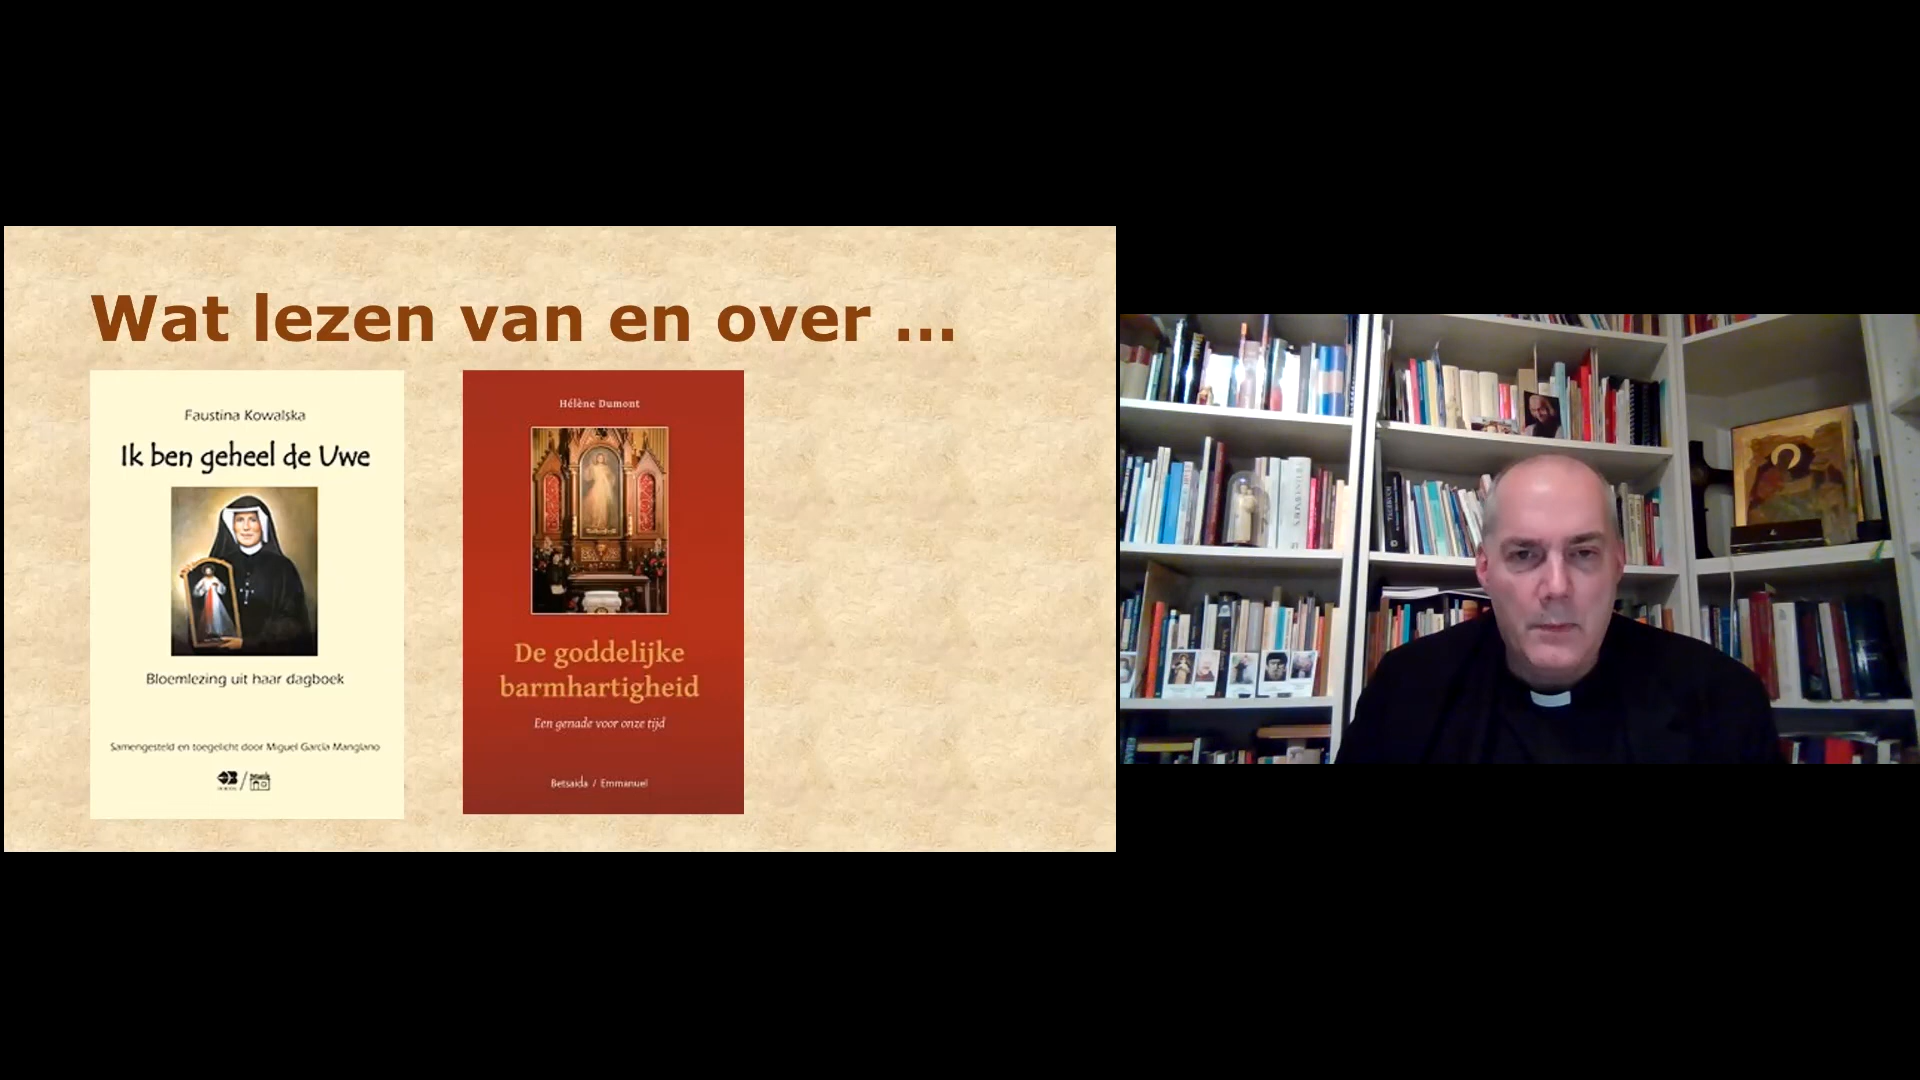 Wat lezen van en over ...
Faustina Kowalska
Ik ben geheel de Uwe
Bloemlezing uit haar dagboek
Samengesteld en toegelicht door Miguel García Manglano
Hélène Dumont
De goddelijke
barmhartigheid
Een genade voor onze tijd
Betsaida / Emmanuel